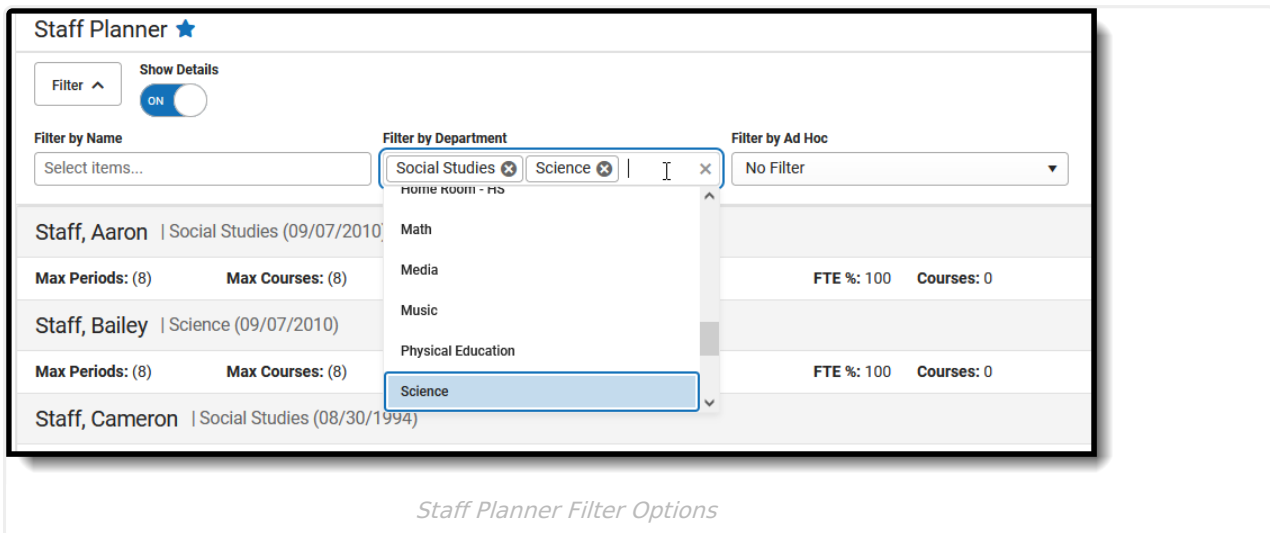 Staff Planner
Filter
Show Details
ON
Filter by Name
Filter by Department
Filter by Ad Hoc
Select items...
Social Studies
Science
No Filter
Home Room - HS
Math
Media
Music
Physical Education
Science
Staff, Aaron | Social Studies (09/07/2010)
Max Periods: (8) Max Courses: (8) FTE %: 100 Courses: 0
Staff, Bailey | Science (09/07/2010)
Max Periods: (8) Max Courses: (8) FTE %: 100 Courses: 0
Staff, Cameron | Social Studies (08/30/1994)
Staff Planner Filter Options